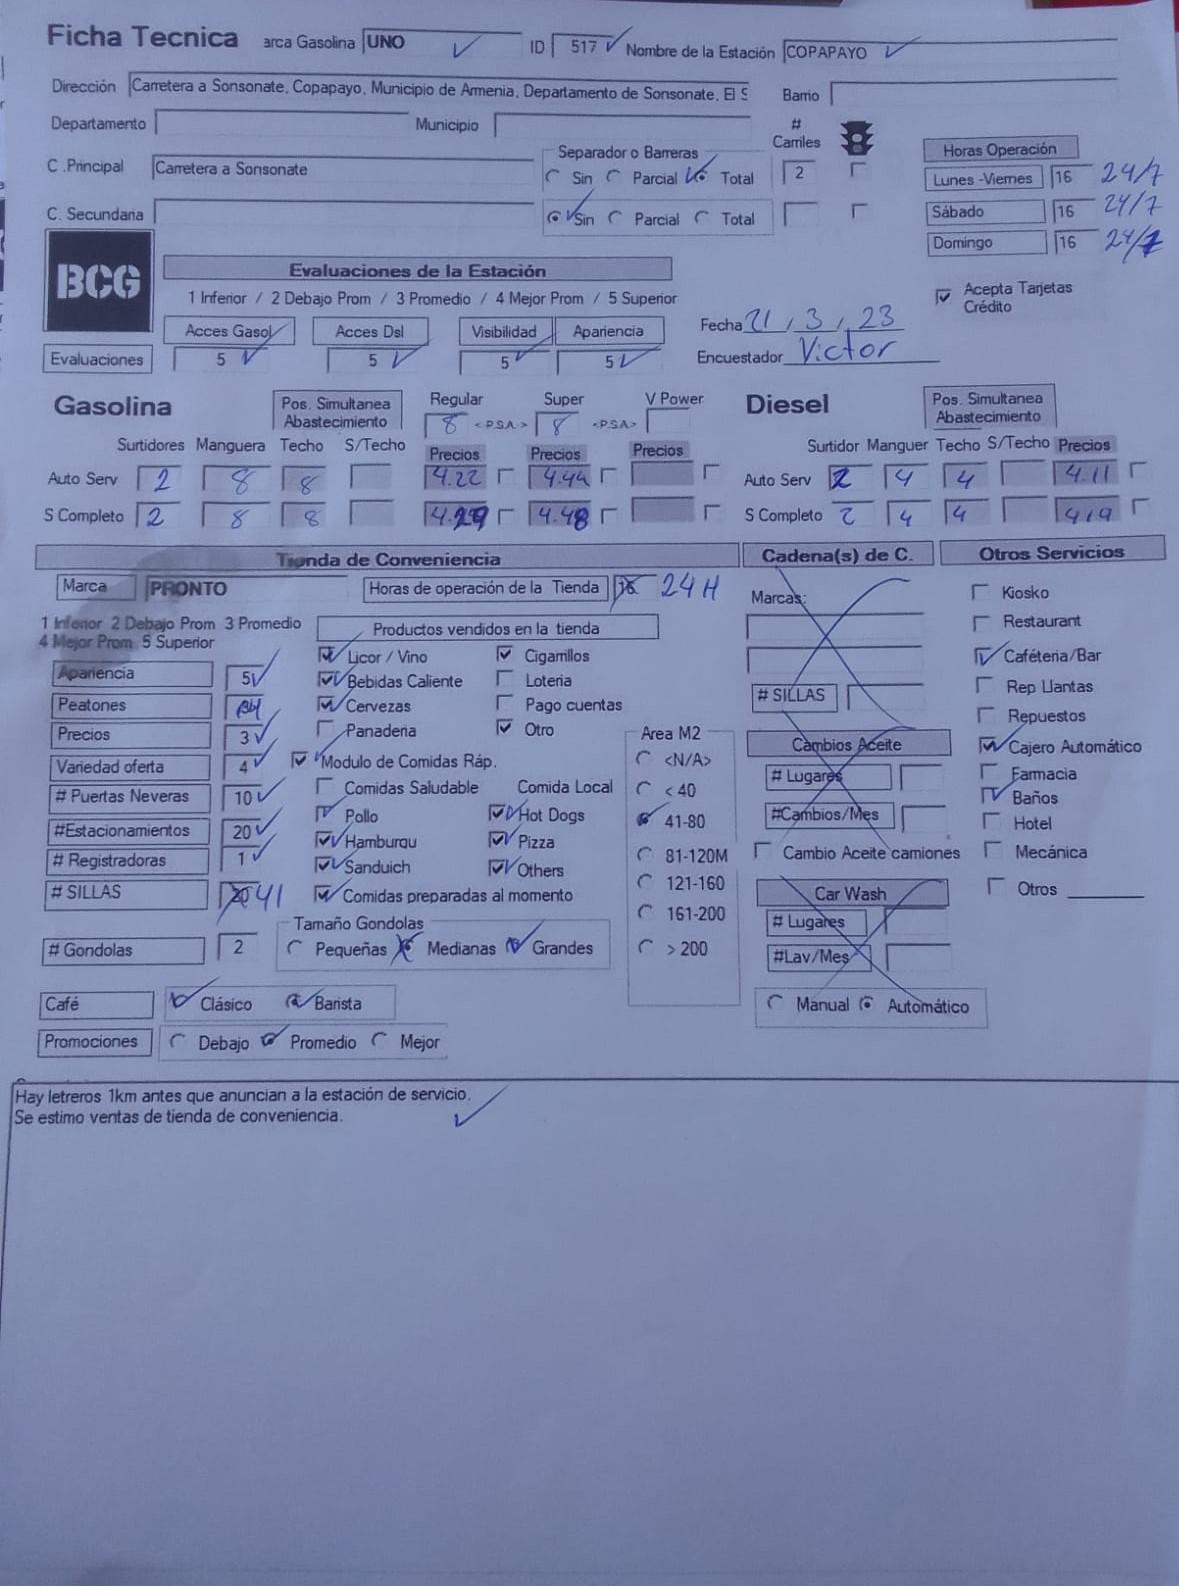 Ficha Tecnica arca Gasolina UNO ID 517 Nombre de la Estación COPAPAYO
Dirección Carretera a Sonsonate, Copapayo, Municipio de Armenia, Departamento de Sonsonate, El S Barrio
Departamento Municipio # Carriles
C .Principal Carretera a Sonsonate Separador o Barreras Sin Parcial Total 2
Horas Operación
Lunes -Viernes 16 24/7
C. Secundaria Sin Parcial Total Sábado 16 24/7
Domingo 16 24/7
BCG
Evaluaciones de la Estación
1 Inferior / 2 Debajo Prom / 3 Promedio / 4 Mejor Prom / 5 Superior
Acepta Tarjetas Crédito
Acces Gasol Acces Dsl Visibilidad Apariencia Fecha 21 / 3 / 23
Evaluaciones 5 5 5 5 Encuestador Victor
Gasolina Pos. Simultanea Abastecimiento Regular Super V Power Diesel Pos. Simultanea Abastecimiento
8 <P.S.A.> 8 <P.S.A>
Surtidores Manguera Techo S/Techo Precios Precios Precios Surtidor Manguer Techo S/Techo Precios
Auto Serv 2 8 8 4.22 4.44 Auto Serv 2 4 4 4.11
S Completo 2 8 8 4.29 4.48 S Completo 2 4 4 4.19
Tienda de Conveniencia Cadena(s) de C. Otros Servicios
Marca PRONTO Horas de operación de la Tienda 16 24 H Marcas: Kiosko
1 Inferior 2 Debajo Prom 3 Promedio Productos vendidos en la tienda Restaurant
4 Mejor Prom 5 Superior
Licor / Vino Cigarrillos Caféteria/Bar
Apariencia 5 Bebidas Caliente Loteria # SILLAS Rep Llantas
Peatones Cervezas Pago cuentas Repuestos
Precios 3 Panaderia Otro Area M2 Cambios Aceite Cajero Automático
Variedad oferta 4 Modulo de Comidas Ráp. <N/A> # Lugares Farmacia
# Puertas Neveras 10 Comidas Saludable Comida Local < 40 Baños
#Estacionamientos 20 Pollo Hot Dogs 41-80 #Cambios/Mes Hotel
# Registradoras 1 Hamburqu Pizza 81-120M Cambio Aceite camiones Mecánica
# SILLAS 20 41 Sanduich Others 121-160 Car Wash Otros
Comidas preparadas al momento 161-200 # Lugares
Tamaño Gondolas
# Gondolas 2 Pequeñas Medianas Grandes > 200 #Lav/Mes
Café Clásico Barista Manual Automático
Promociones Debajo Promedio Mejor
Hay letreros 1km antes que anuncian a la estación de servicio.
Se estimo ventas de tienda de conveniencia.